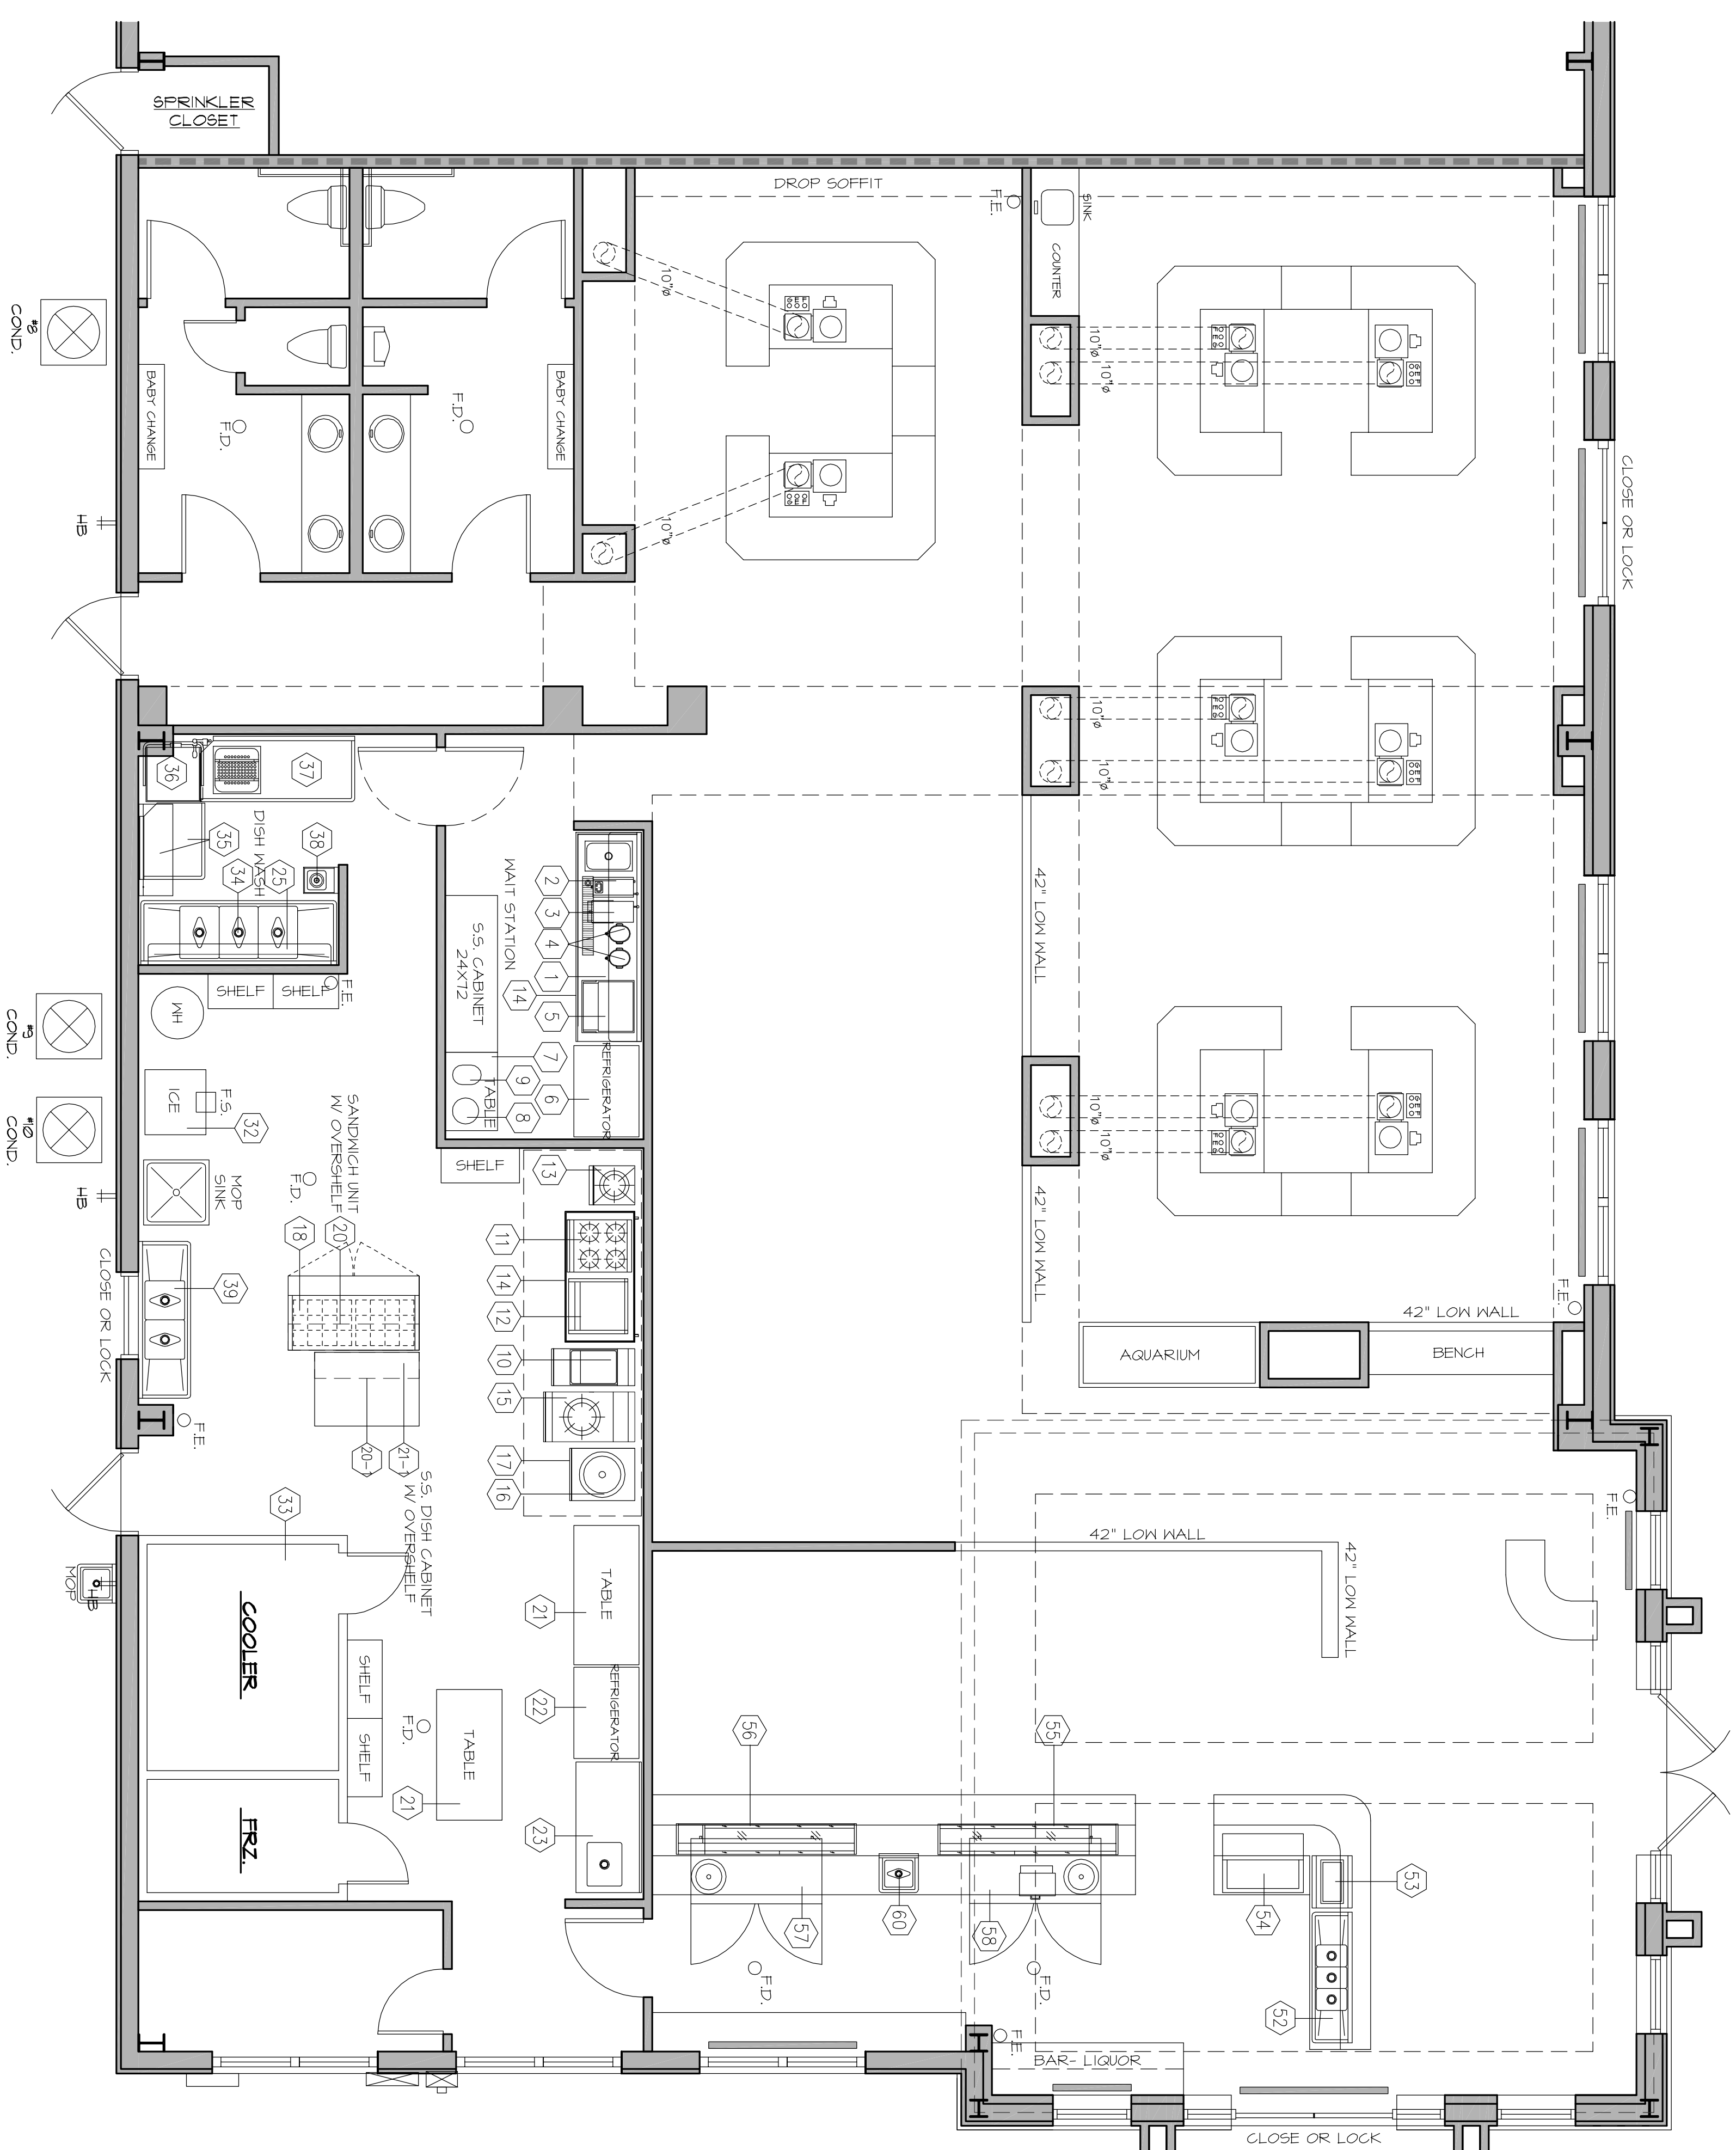 SPRINKLER
CLOSET
DROP SOFFIT
F.E.
SINK
COUNTER
10"ø
10"ø
10"ø
10"ø
#8
COND.
BABY CHANGE
BABY CHANGE
F.D.
F.D.
HB
CLOSE OR LOCK
10"ø
10"ø
36
37
35
DISH WASH
38
34
25
WAIT STATION
S.S. CABINET
24X72
2
3
4
1
14
5
7
9
6
8
TABLE
REFRIGERATOR
42" LOW WALL
SHELF
SHELF
F.E.
WH
#9
COND.
ICE
F.S.
32
#10
COND.
10"ø
10"ø
SANDWICH UNIT
W/ OVERSHELF
F.D.
MOP
SINK
HB
SHELF
13
18
20
11
14
12
10
15
17
16
42" LOW WALL
F.E.
42" LOW WALL
AQUARIUM
BENCH
39
CLOSE OR LOCK
F.E.
20-1
21-1
S.S. DISH CABINET
W/ OVERSHELF
33
F.E.
42" LOW WALL
42" LOW WALL
MOP
HB
COOLER
TABLE
21
SHELF
REFRIGERATOR
22
F.D.
SHELF
TABLE
21
56
55
FRZ.
23
57
60
58
53
54
F.D.
F.D.
52
F.E.
BAR- LIQUOR
CLOSE OR LOCK